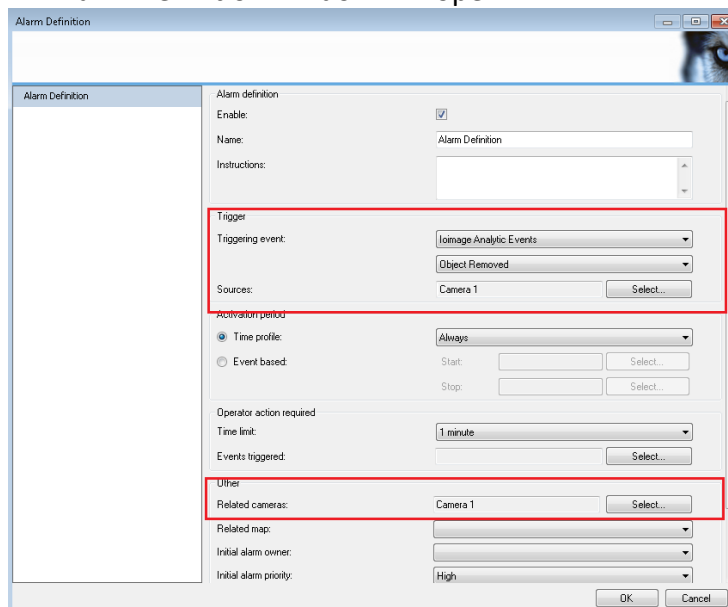 Alarm Definition
Alarm Definition
Alarm definition
Enable:
Name: Alarm Definition
Instructions:
Trigger
Triggering event: Ioimage Analytic Events
Object Removed
Sources: Camera 1 Select...
Activation period
Time profile: Always
Event based: Start: Select...
Stop: Select...
Operator action required
Time limit: 1 minute
Events triggered: Select...
Other
Related cameras: Camera 1 Select...
Related map:
Initial alarm owner:
Initial alarm priority: High
OK Cancel